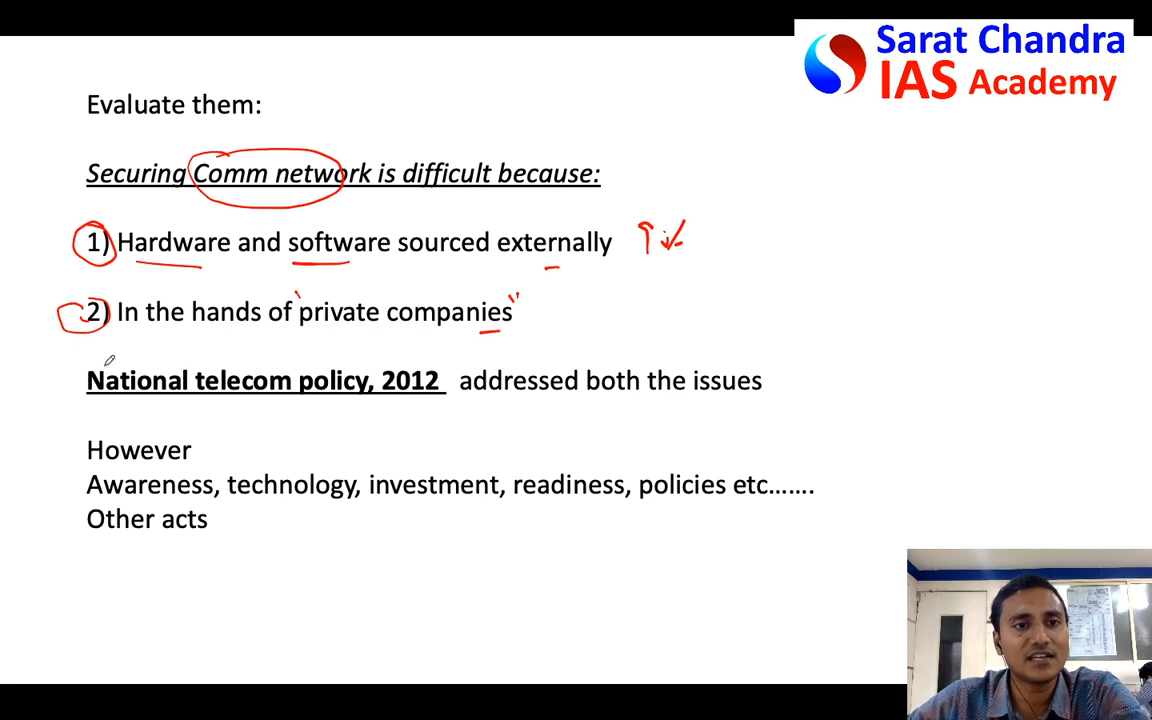 Sarat Chandra
IAS Academy
Evaluate them:
Securing Comm network is difficult because:
1) Hardware and software sourced externally
2) In the hands of private companies
National telecom policy, 2012 addressed both the issues
However
Awareness, technology, investment, readiness, policies etc…….
Other acts